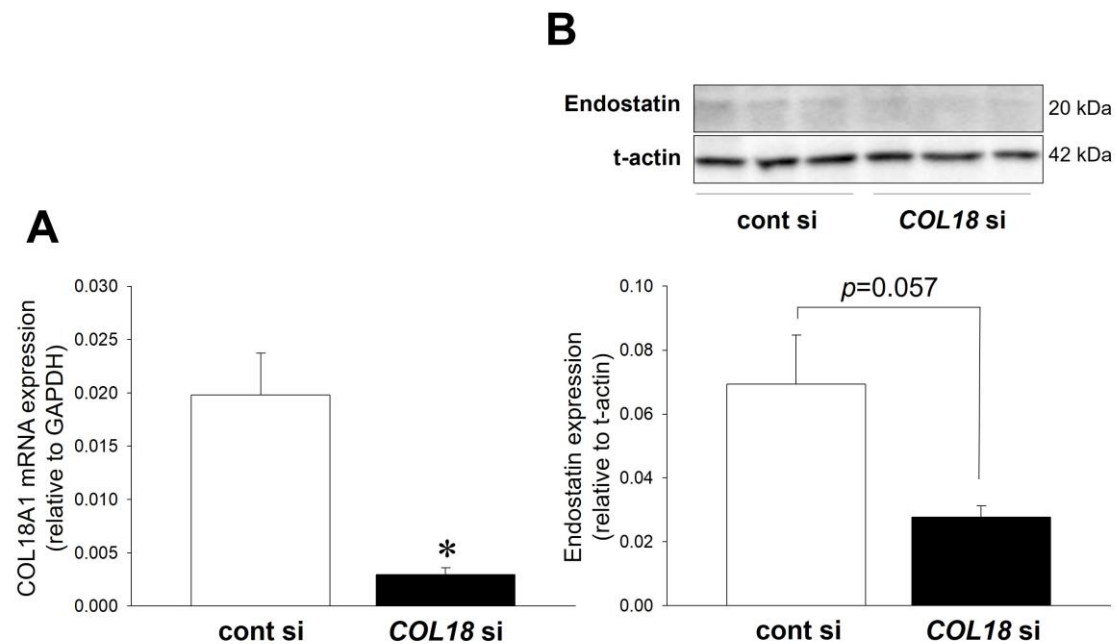 B
Endostatin
20 kDa
t-actin
42 kDa
cont si
COL18 si
A
COL18A1 mRNA expression
(relative to GAPDH)
0.030
0.025
0.020
0.015
0.010
0.005
0.000
*
cont si
COL18 si
Endostatin expression
(relative to t-actin)
0.10
0.08
0.06
0.04
0.02
0.00
p=0.057
cont si
COL18 si